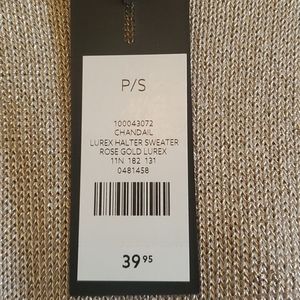 P/S
100043072
CHANDAIL
LUREX HALTER SWEATER
ROSE GOLD LUREX
11N 182 131
0481458
39 95